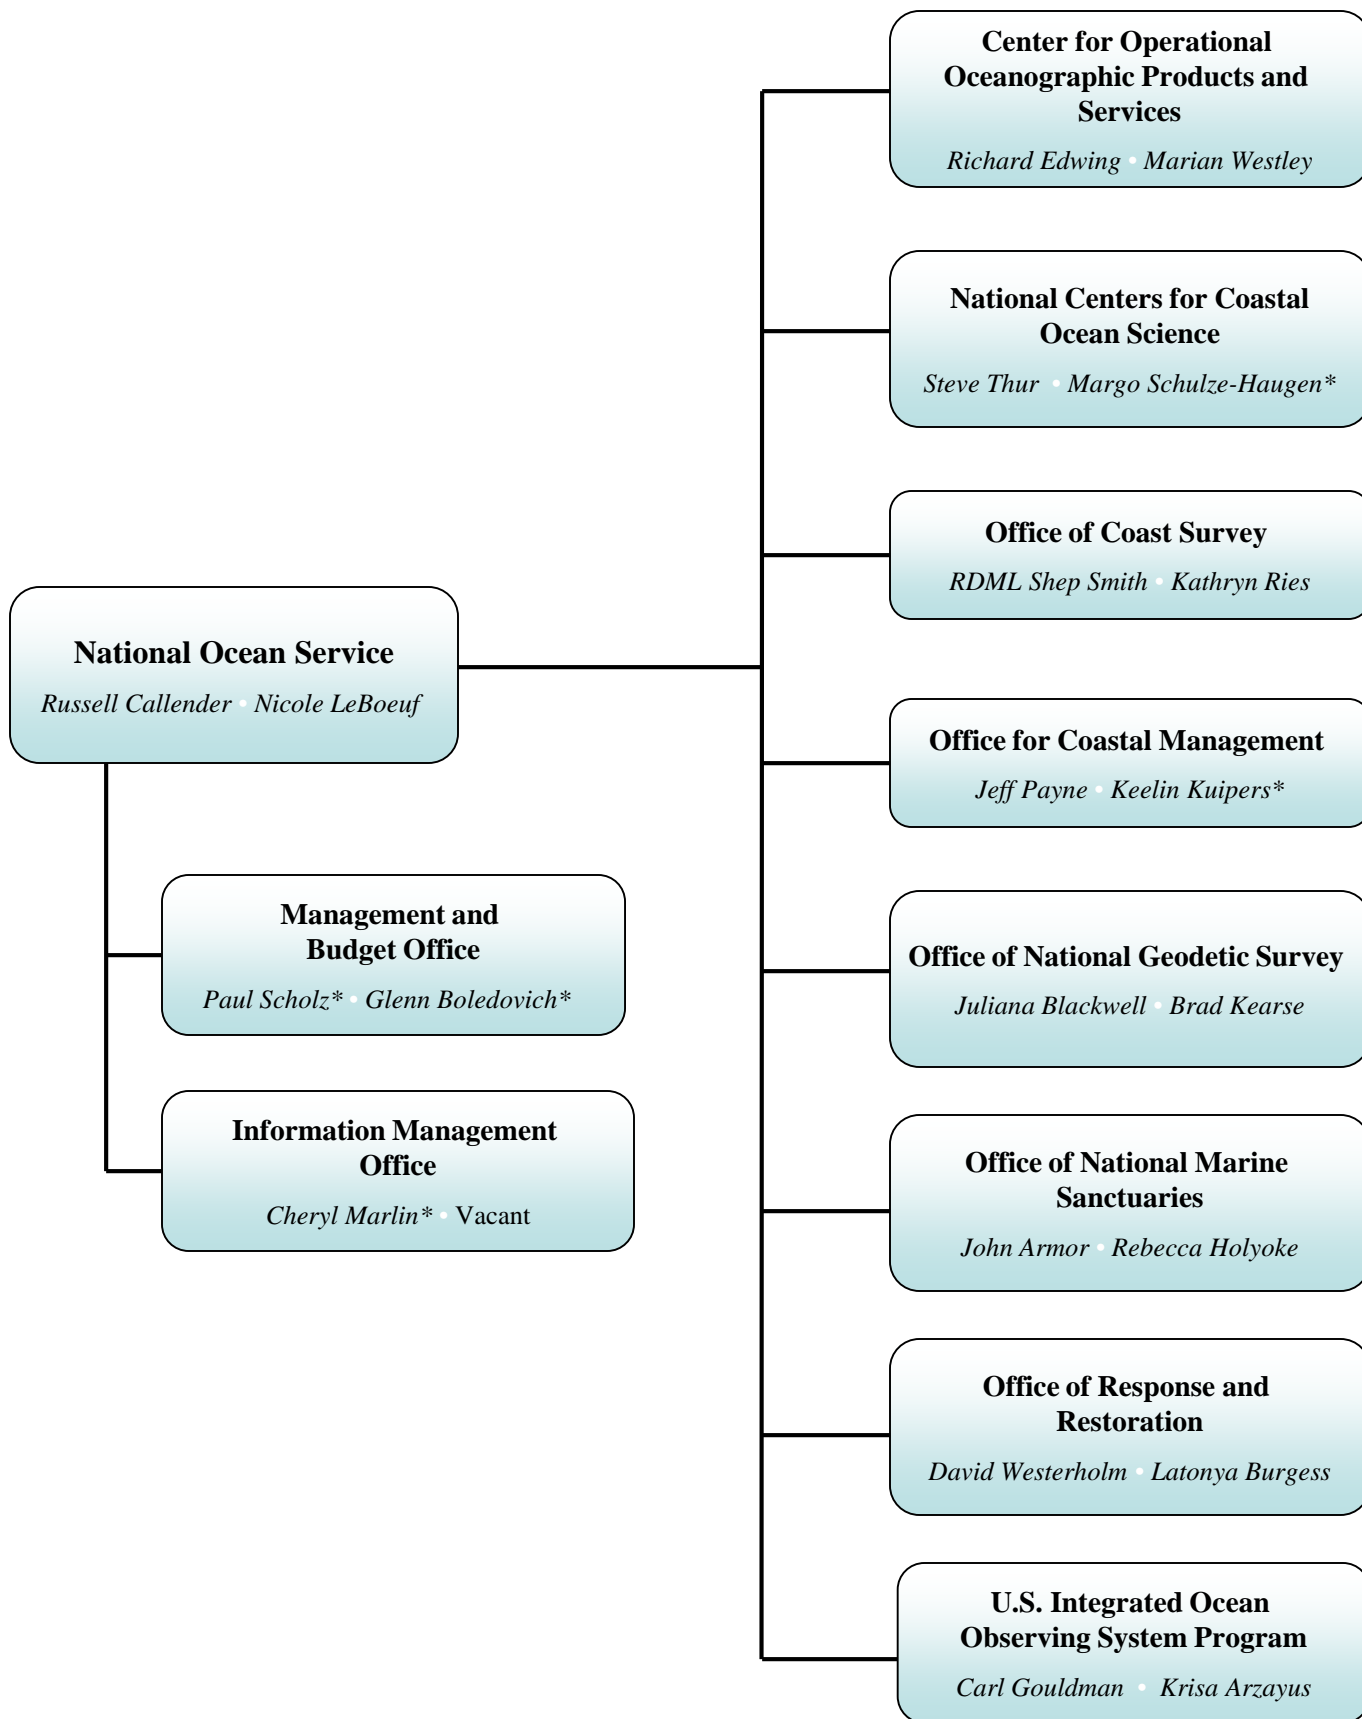 Center for Operational
Oceanographic Products and
Services
Richard Edwing • Marian Westley
National Centers for Coastal
Ocean Science
Steve Thur • Margo Schulze-Haugen*
Office of Coast Survey
RDML Shep Smith • Kathryn Ries
National Ocean Service
Russell Callender • Nicole LeBoeuf
Office for Coastal Management
Jeff Payne • Keelin Kuipers*
Management and
Budget Office
Paul Scholz* • Glenn Boledovich*
Office of National Geodetic Survey
Juliana Blackwell • Brad Kearse
Information Management
Office
Cheryl Marlin* • Vacant
Office of National Marine
Sanctuaries
John Armor • Rebecca Holyoke
Office of Response and
Restoration
David Westerholm • Latonya Burgess
U.S. Integrated Ocean
Observing System Program
Carl Gouldman • Krisa Arzayus